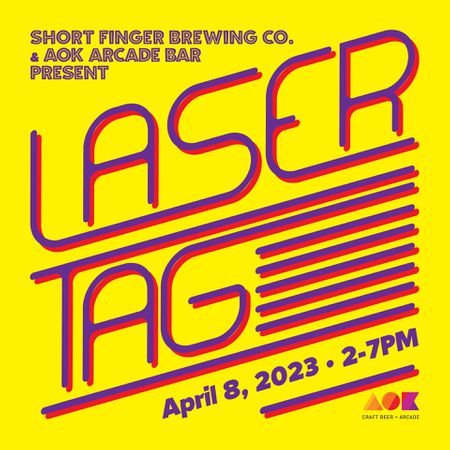 SHORT FINGER BREWING CO.
& AOK ARCADE BAR
PRESENT
LASER
TAG
April 8, 2023 • 2-7PM
AOK
CRAFT BEER + ARCADE